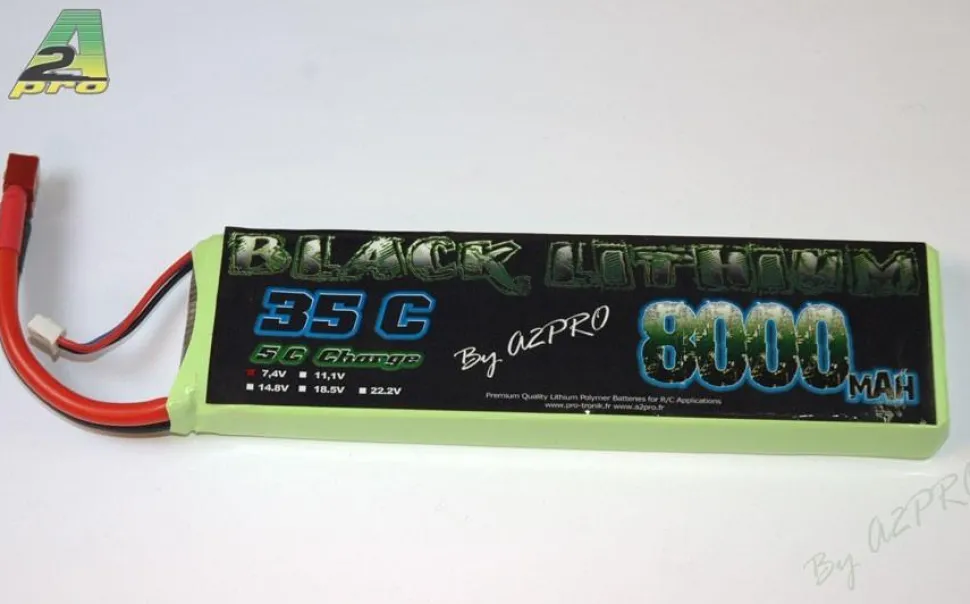 A2
pro
BLACK LITHIUM
35 C
5 C Charge
By A2PRO
8000 MAH
7,4V 11,1V
14.8V 18.5V 22.2V
Premium Quality Lithium Polymer Batteries for R/C Applications
www.pro-tronik.fr www.a2pro.fr
By A2PRO